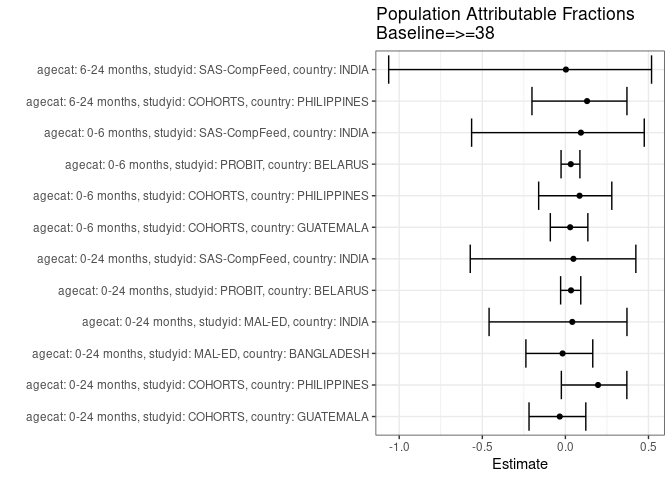 Population Attributable Fractions
Baseline=>=38
agecat: 6-24 months, studyid: SAS-CompFeed, country: INDIA
agecat: 6-24 months, studyid: COHORTS, country: PHILIPPINES
agecat: 0-6 months, studyid: SAS-CompFeed, country: INDIA
agecat: 0-6 months, studyid: PROBIT, country: BELARUS
agecat: 0-6 months, studyid: COHORTS, country: PHILIPPINES
agecat: 0-6 months, studyid: COHORTS, country: GUATEMALA
agecat: 0-24 months, studyid: SAS-CompFeed, country: INDIA
agecat: 0-24 months, studyid: PROBIT, country: BELARUS
agecat: 0-24 months, studyid: MAL-ED, country: INDIA
agecat: 0-24 months, studyid: MAL-ED, country: BANGLADESH
agecat: 0-24 months, studyid: COHORTS, country: PHILIPPINES
agecat: 0-24 months, studyid: COHORTS, country: GUATEMALA
-1.0 -0.5 0.0 0.5
Estimate